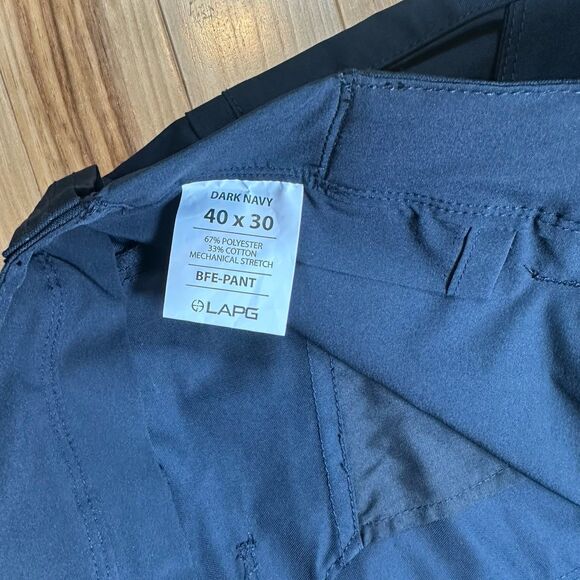 DARK NAVY
40 x 30
67% POLYESTER
33% COTTON
MECHANICAL STRETCH
BFE-PANT
LAPG